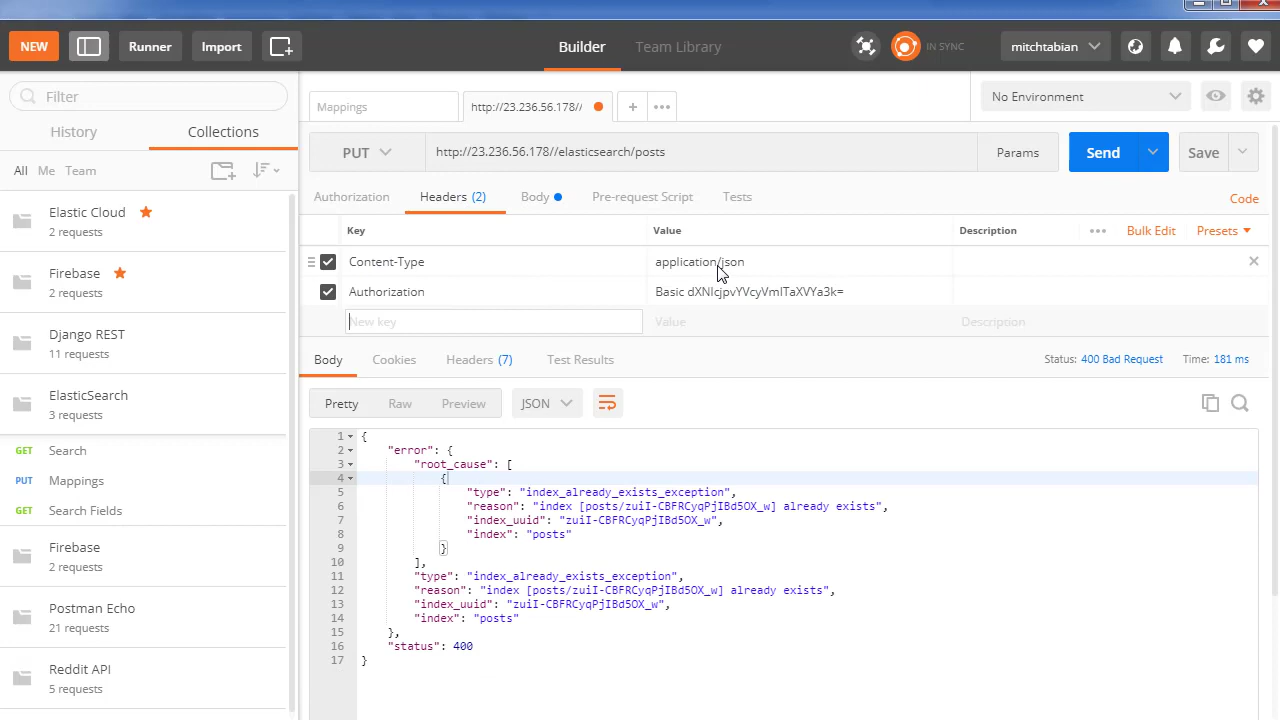 NEW Runner Import Builder Team Library IN SYNC mitchtabian
Filter
History Collections
All Me Team
Elastic Cloud
2 requests
Firebase
2 requests
Django REST
11 requests
ElasticSearch
3 requests
GET Search
PUT Mappings
GET Search Fields
Firebase
2 requests
Postman Echo
21 requests
Reddit API
5 requests
Mappings http://23.236.56.178// + ••• No Environment
PUT http://23.236.56.178//elasticsearch/posts Params Send Save
Authorization Headers (2) Body Pre-request Script Tests Code
Key Value Description ••• Bulk Edit Presets
Content-Type application/json
Authorization
New key Value Description
Body Cookies Headers (7) Test Results Status: 400 Bad Request Time: 181 ms
Pretty Raw Preview JSON
1 {
2 "error": {
3 "root_cause": [
4 {
5 "type": "index_already_exists_exception",
6 "reason": "index [posts/zuiI-CBFRCyqPjIBd5OX_w] already exists",
7 "index_uuid": "zuiI-CBFRCyqPjIBd5OX_w",
8 "index": "posts"
9 }
10 ],
11 "type": "index_already_exists_exception",
12 "reason": "index [posts/zuiI-CBFRCyqPjIBd5OX_w] already exists",
13 "index_uuid": "zuiI-CBFRCyqPjIBd5OX_w",
14 "index": "posts"
15 },
16 "status": 400
17 }